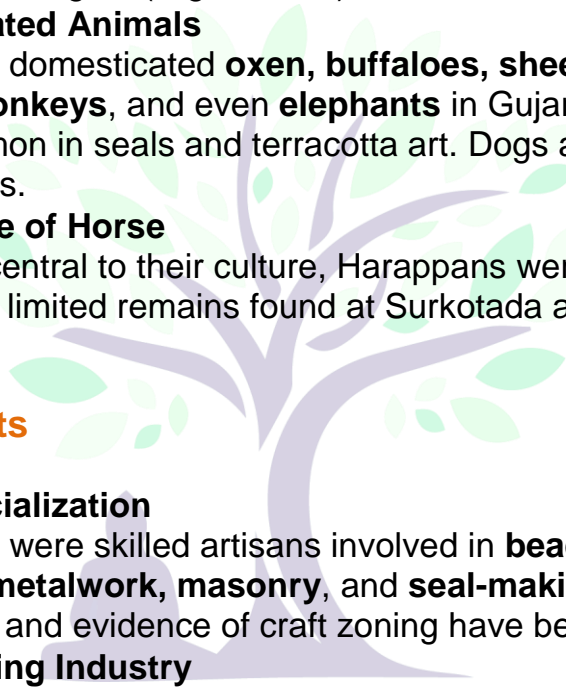 ated Animals
domesticated oxen, buffaloes, shee
onkeys, and even elephants in Gujar
non in seals and terracotta art. Dogs a
s.
e of Horse
central to their culture, Harappans wer
limited remains found at Surkotada a
ts
cialization
were skilled artisans involved in bea
metalwork, masonry, and seal-maki
and evidence of craft zoning have be
ing Industry